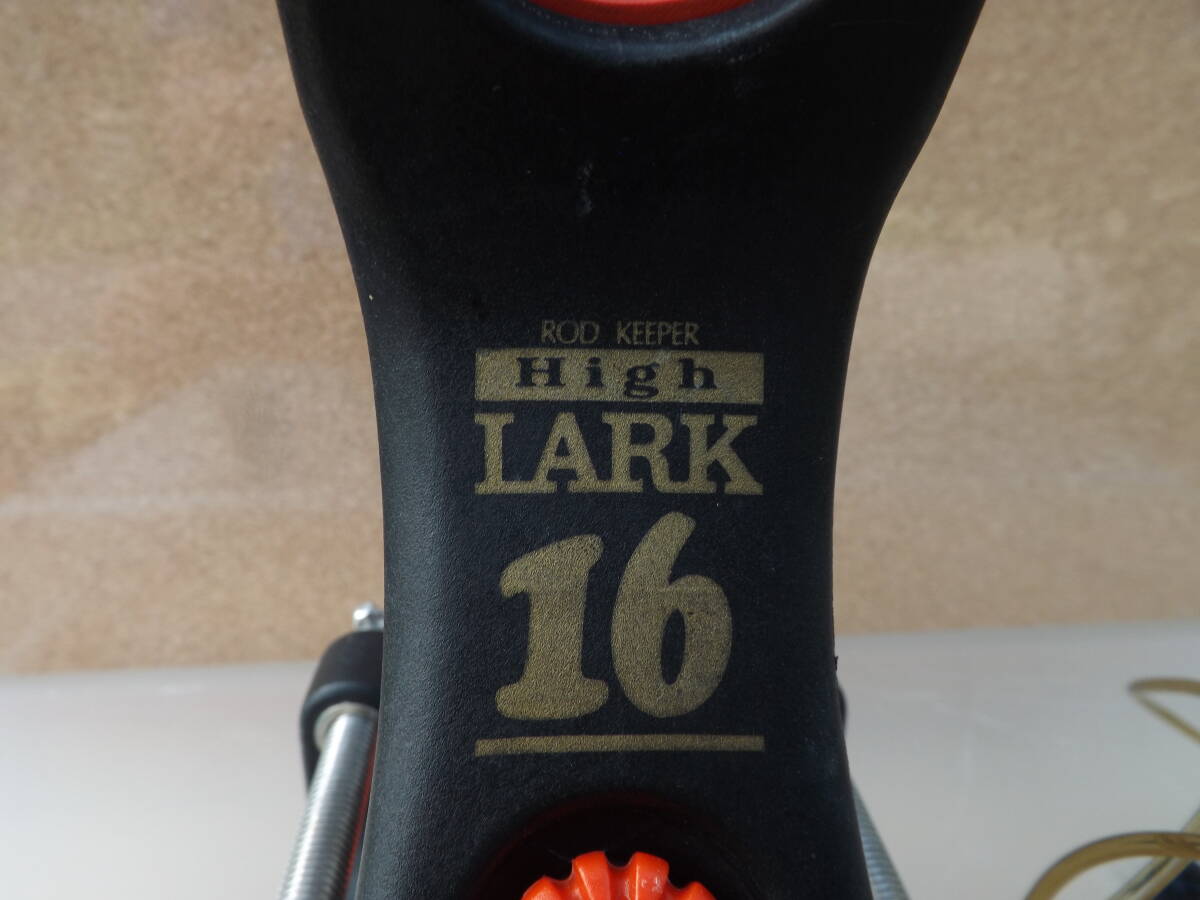 ROD KEEPER
High
LARK
16